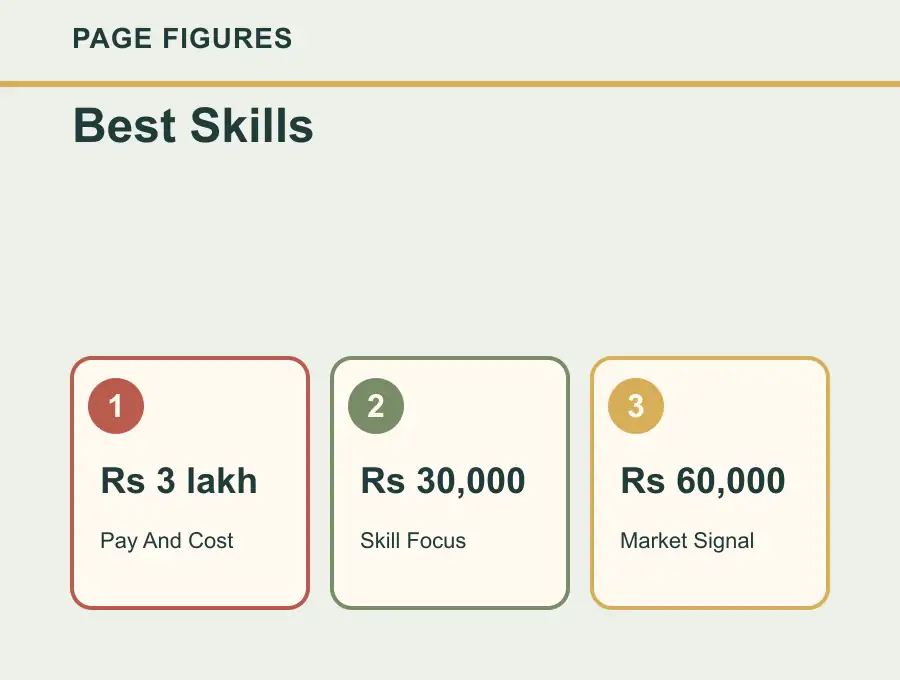 PAGE FIGURES
Best Skills
1
Rs 3 lakh
Pay And Cost
2
Rs 30,000
Skill Focus
3
Rs 60,000
Market Signal